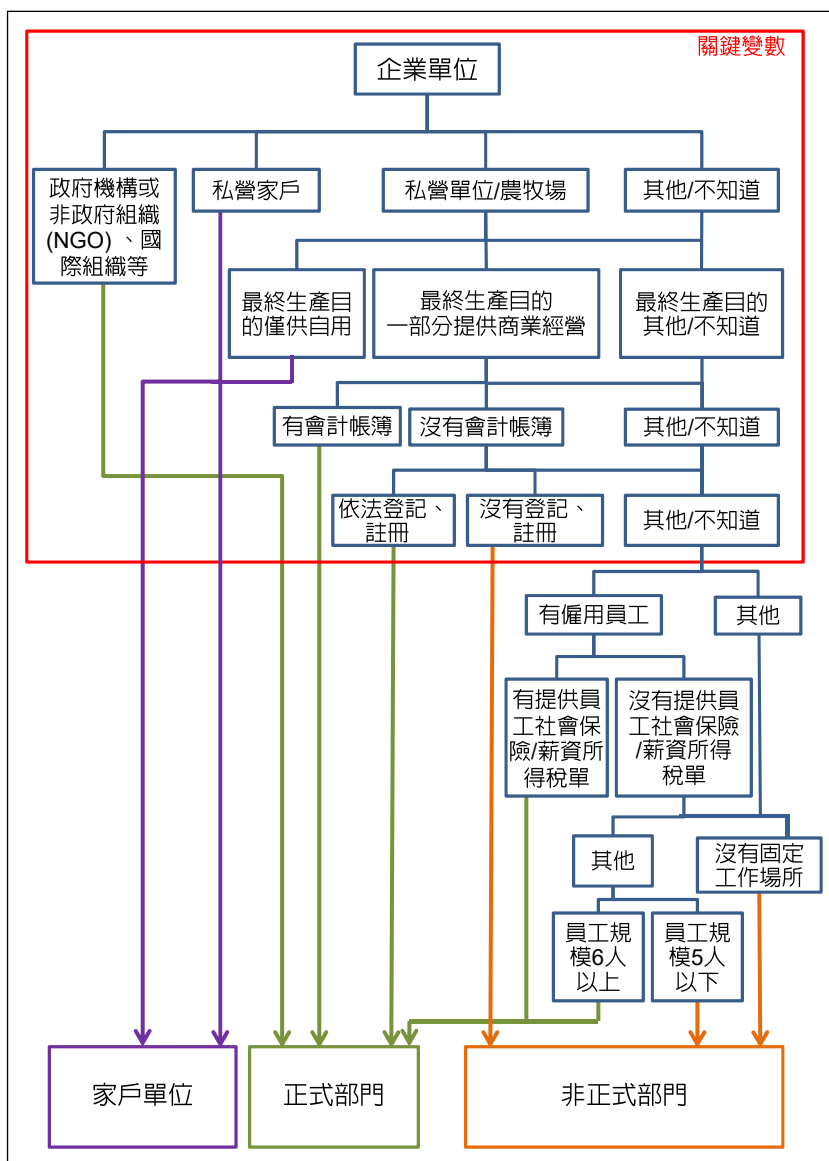 關鍵變數
企業單位
政府機構或
非政府組織
(NGO) 、國
際組織等
私營家戶
私營單位/農牧場
其他/不知道
最終生產目
的僅供自用
最終生產目的
一部分提供商業經營
最終生產目的
其他/不知道
有會計帳簿
沒有會計帳簿
其他/不知道
依法登記、
註冊
沒有登記、
註冊
其他/不知道
有僱用員工
其他
有提供員
工社會保
險/薪資所
得稅單
沒有提供員
工社會保險
/薪資所得
稅單
其他
沒有固定
工作場所
員工規
模6人
以上
員工規
模5人
以下
家戶單位
正式部門
非正式部門